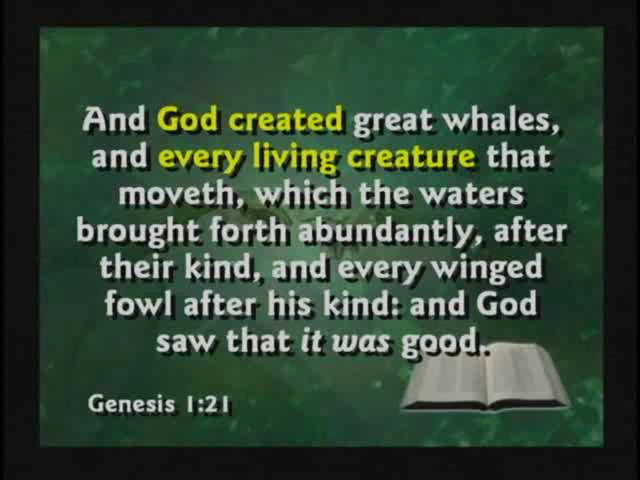 And God created great whales,
and every living creature that
moveth, which the waters
brought forth abundantly, after
their kind, and every winged
fowl after his kind: and God
saw that it was good.
Genesis 1:21